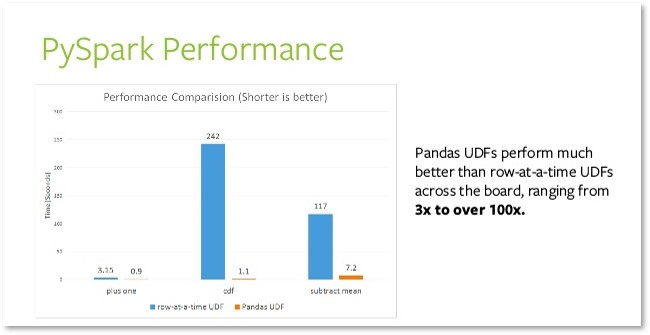 PySpark Performance
Performance Comparision (Shorter is better)
300
250
200
150
100
50
0
Time [Seconds]
3.15
0.9
242
1.1
117
7.2
plus one
cdf
subtract mean
row-at-a-time UDF
Pandas UDF
Pandas UDFs perform much
better than row-at-a-time UDFs
across the board, ranging from
3x to over 100x.